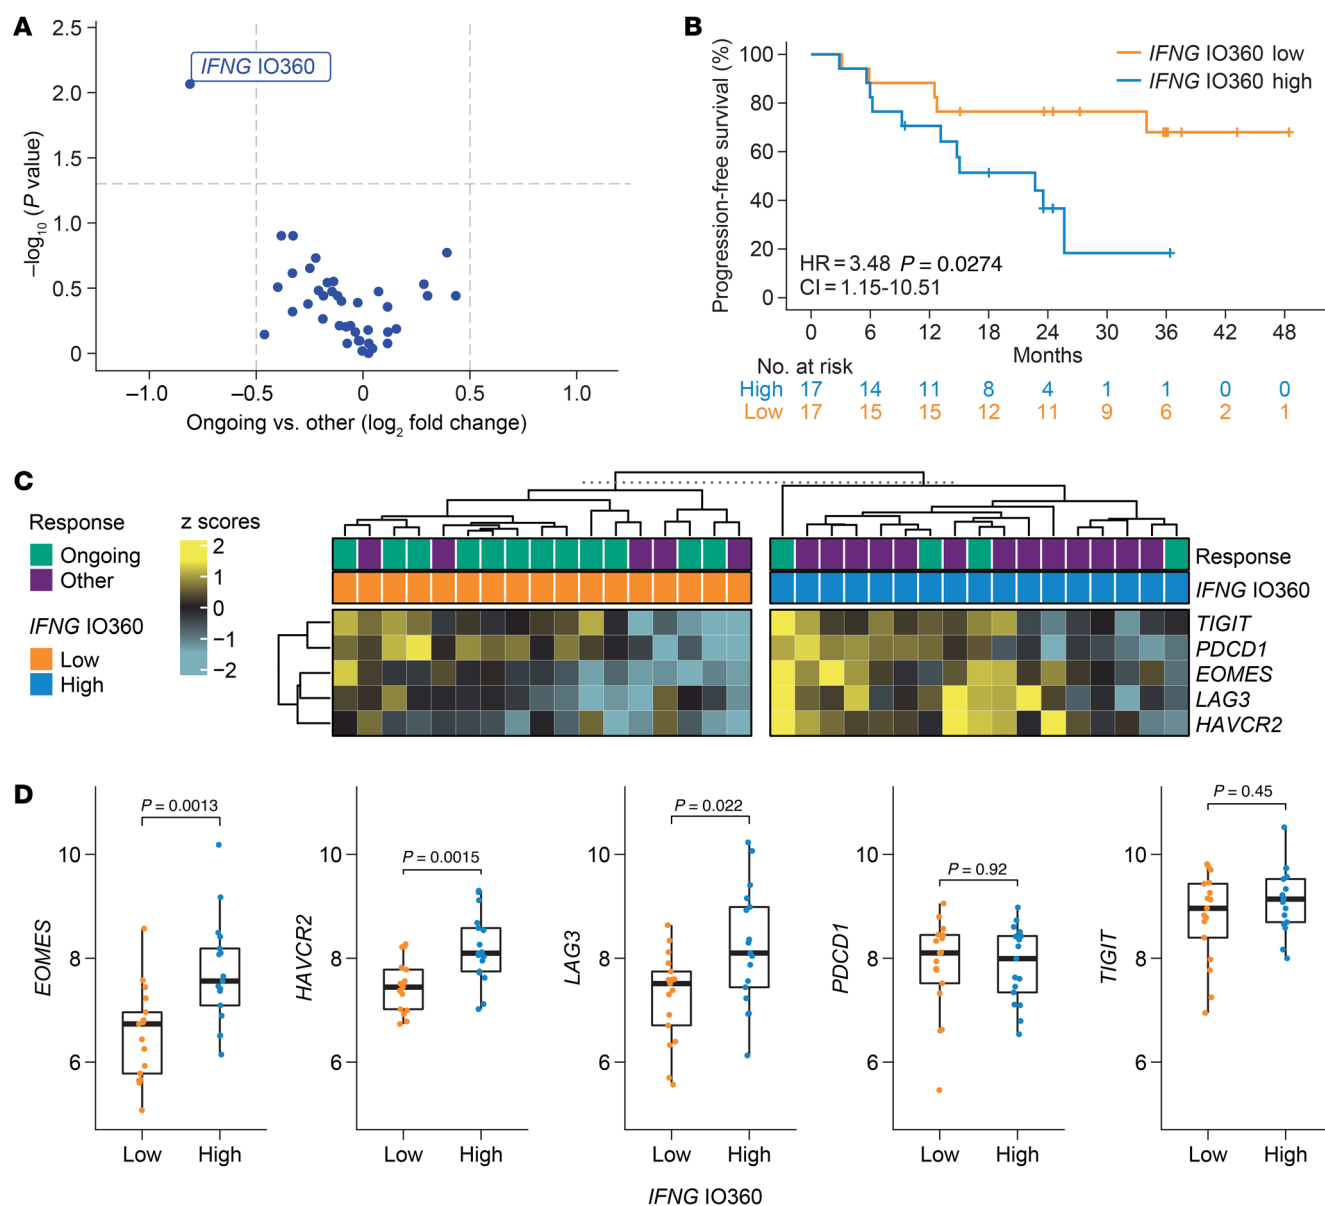 A
2.5
2.0
1.5
1.0
0.5
0
–log10 (P value)
IFNG IO360
–1.0
–0.5
0
0.5
1.0
Ongoing vs. other (log2 fold change)
B
100
80
60
40
20
0
Progression-free survival (%)
IFNG IO360 low
IFNG IO360 high
HR = 3.48 P = 0.0274
CI = 1.15-10.51
0 6 12 18 24 30 36 42 48
Months
No. at risk
High 17 14 11 8 4 1 1 0 0
Low 17 15 15 12 11 9 6 2 1
C
Response
Ongoing
Other
IFNG IO360
Low
High
z scores
2
1
0
–1
–2
Response
IFNG IO360
TIGIT
PDCD1
EOMES
LAG3
HAVCR2
D
EOMES
10
8
6
P = 0.0013
Low High
HAVCR2
10
8
6
P = 0.0015
Low High
LAG3
10
8
6
P = 0.022
Low High
PDCD1
10
8
6
P = 0.92
Low High
TIGIT
10
8
6
P = 0.45
Low High
IFNG IO360